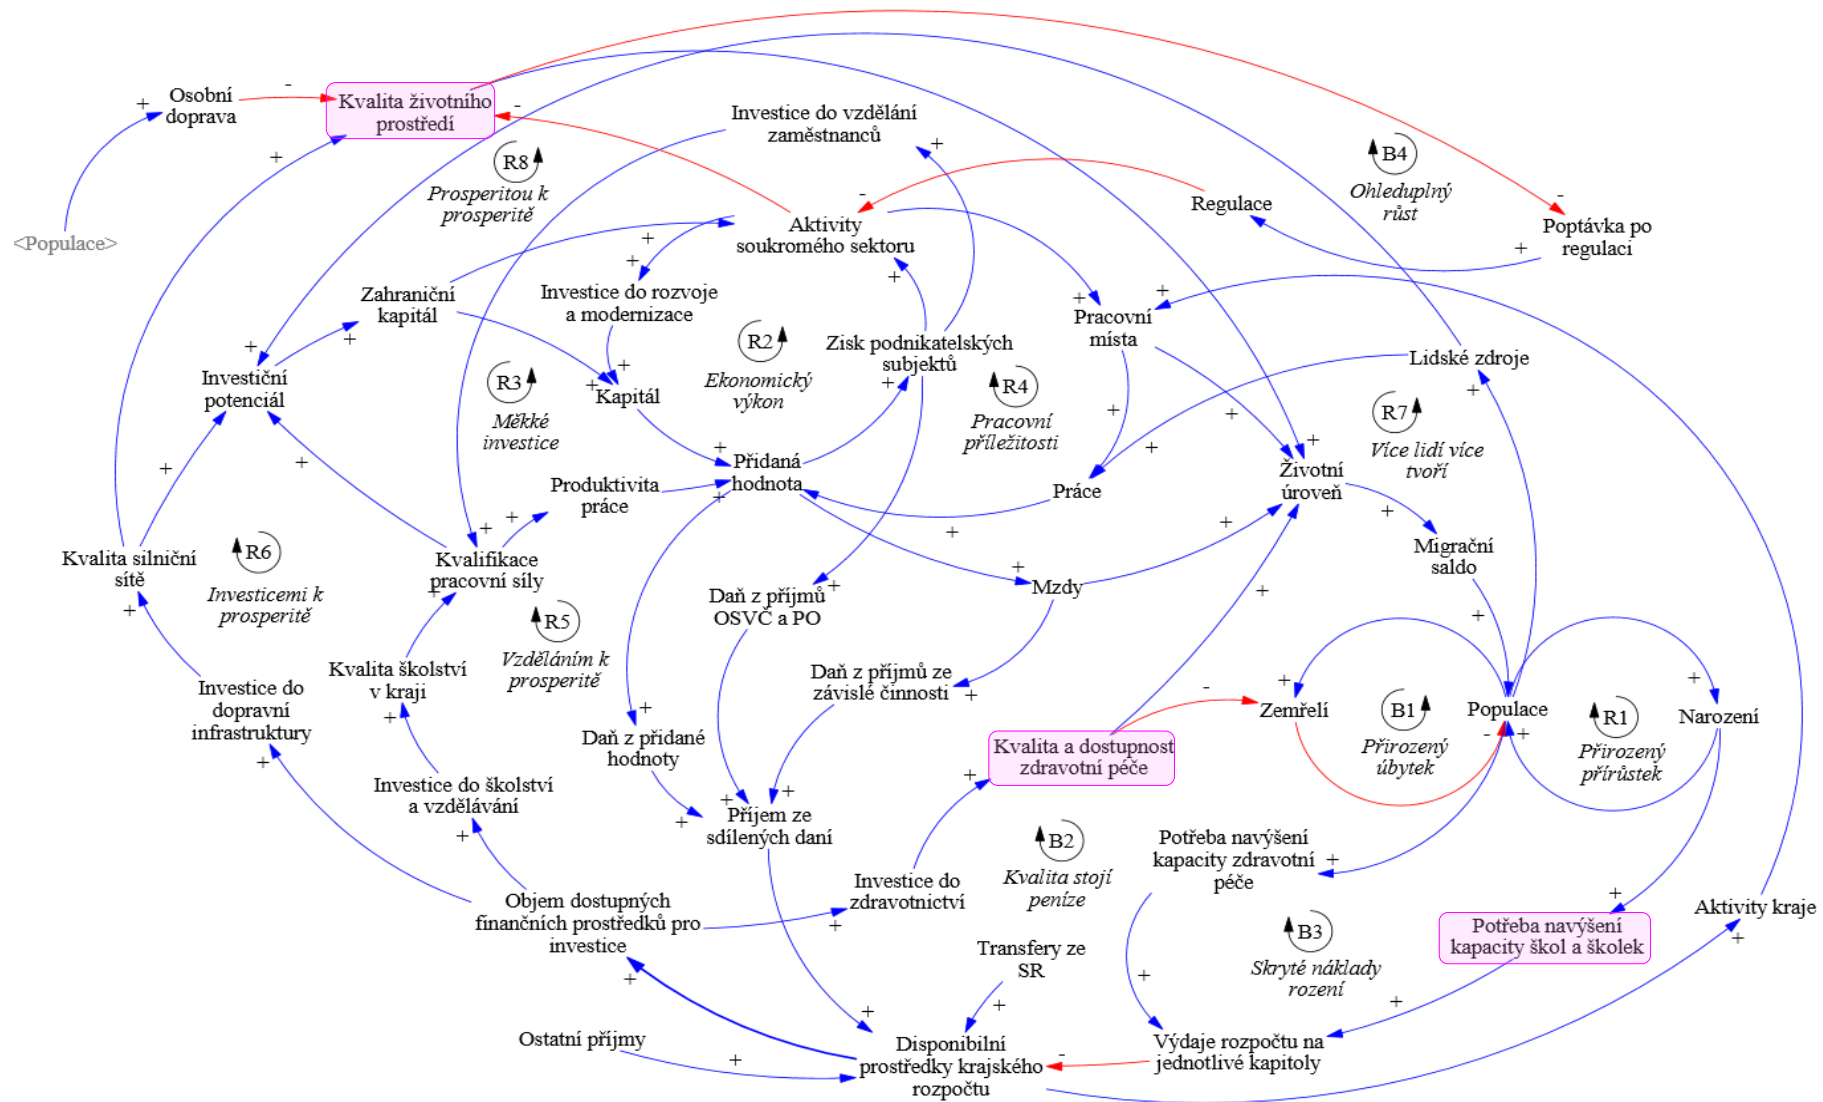 Osobní
doprava
Kvalita životního
prostředí
Investice do vzdělání
zaměstnanců
R8
Prosperitou k
prosperitě
B4
Ohleduplný
růst
<Populace>
Regulace
Aktivity
soukromého sektoru
Poptávka po
regulaci
Zahraniční
kapitál
Investice do rozvoje
a modernizace
Pracovní
místa
R2
Ekonomický
výkon
Zisk podnikatelských
subjektů
Lidské zdroje
Investiční
potenciál
R3
Měkké
investice
Kapitál
R4
Pracovní
příležitosti
R7
Více lidí více
tvoří
Přidaná
hodnota
Životní
úroveň
Produktivita
práce
Práce
Kvalita silniční
sítě
R6
Investicemi k
prosperitě
Kvalifikace
pracovní síly
Migrační
saldo
Mzdy
Daň z příjmů
OSVČ a PO
R5
Vzděláním k
prosperitě
Kvalita školství
v kraji
Daň z příjmů ze
závislé činnosti
Investice do
dopravní
infrastruktury
Zemřelí
B1
Přirozený
úbytek
Populace
R1
Přirozený
přírůstek
Narození
Daň z přidané
hodnoty
Kvalita a dostupnost
zdravotní péče
Investice do školství
a vzdělávání
Příjem ze
sdílených daní
B2
Kvalita stojí
peníze
Potřeba navýšení
kapacity zdravotní
péče
Investice do
zdravotnictví
Objem dostupných
finančních prostředků pro
investice
Aktivity kraje
B3
Skryté náklady
rození
Potřeba navýšení
kapacity škol a školek
Transfery ze
SR
Ostatní příjmy
Disponibilní
prostředky krajského
rozpočtu
Výdaje rozpočtu na
jednotlivé kapitoly